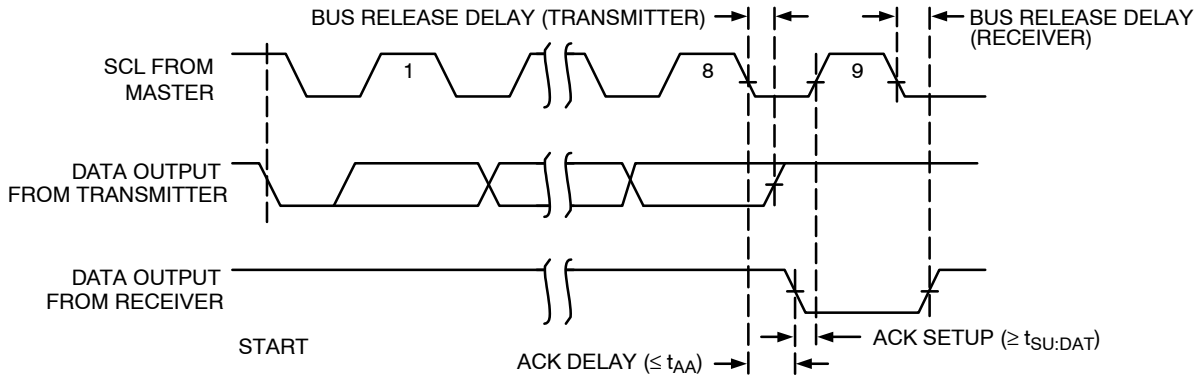 BUS RELEASE DELAY (TRANSMITTER)
BUS RELEASE DELAY
(RECEIVER)
SCL FROM
MASTER
1
8
9
DATA OUTPUT
FROM TRANSMITTER
DATA OUTPUT
FROM RECEIVER
START
ACK SETUP (≥ tSU:DAT)
ACK DELAY (≤ tAA)